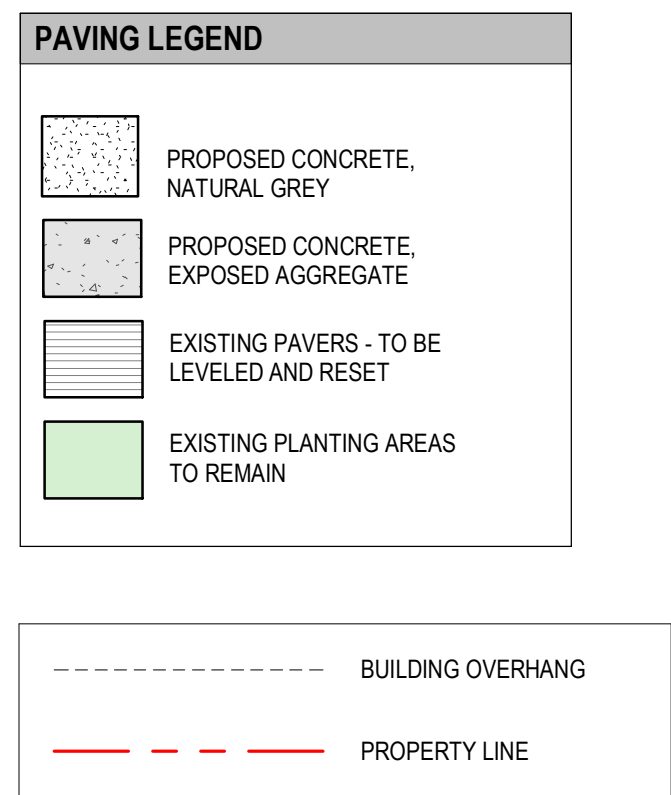 PAVING LEGEND
PROPOSED CONCRETE,
NATURAL GREY
PROPOSED CONCRETE,
EXPOSED AGGREGATE
EXISTING PAVERS - TO BE
LEVELED AND RESET
EXISTING PLANTING AREAS
TO REMAIN
BUILDING OVERHANG
PROPERTY LINE